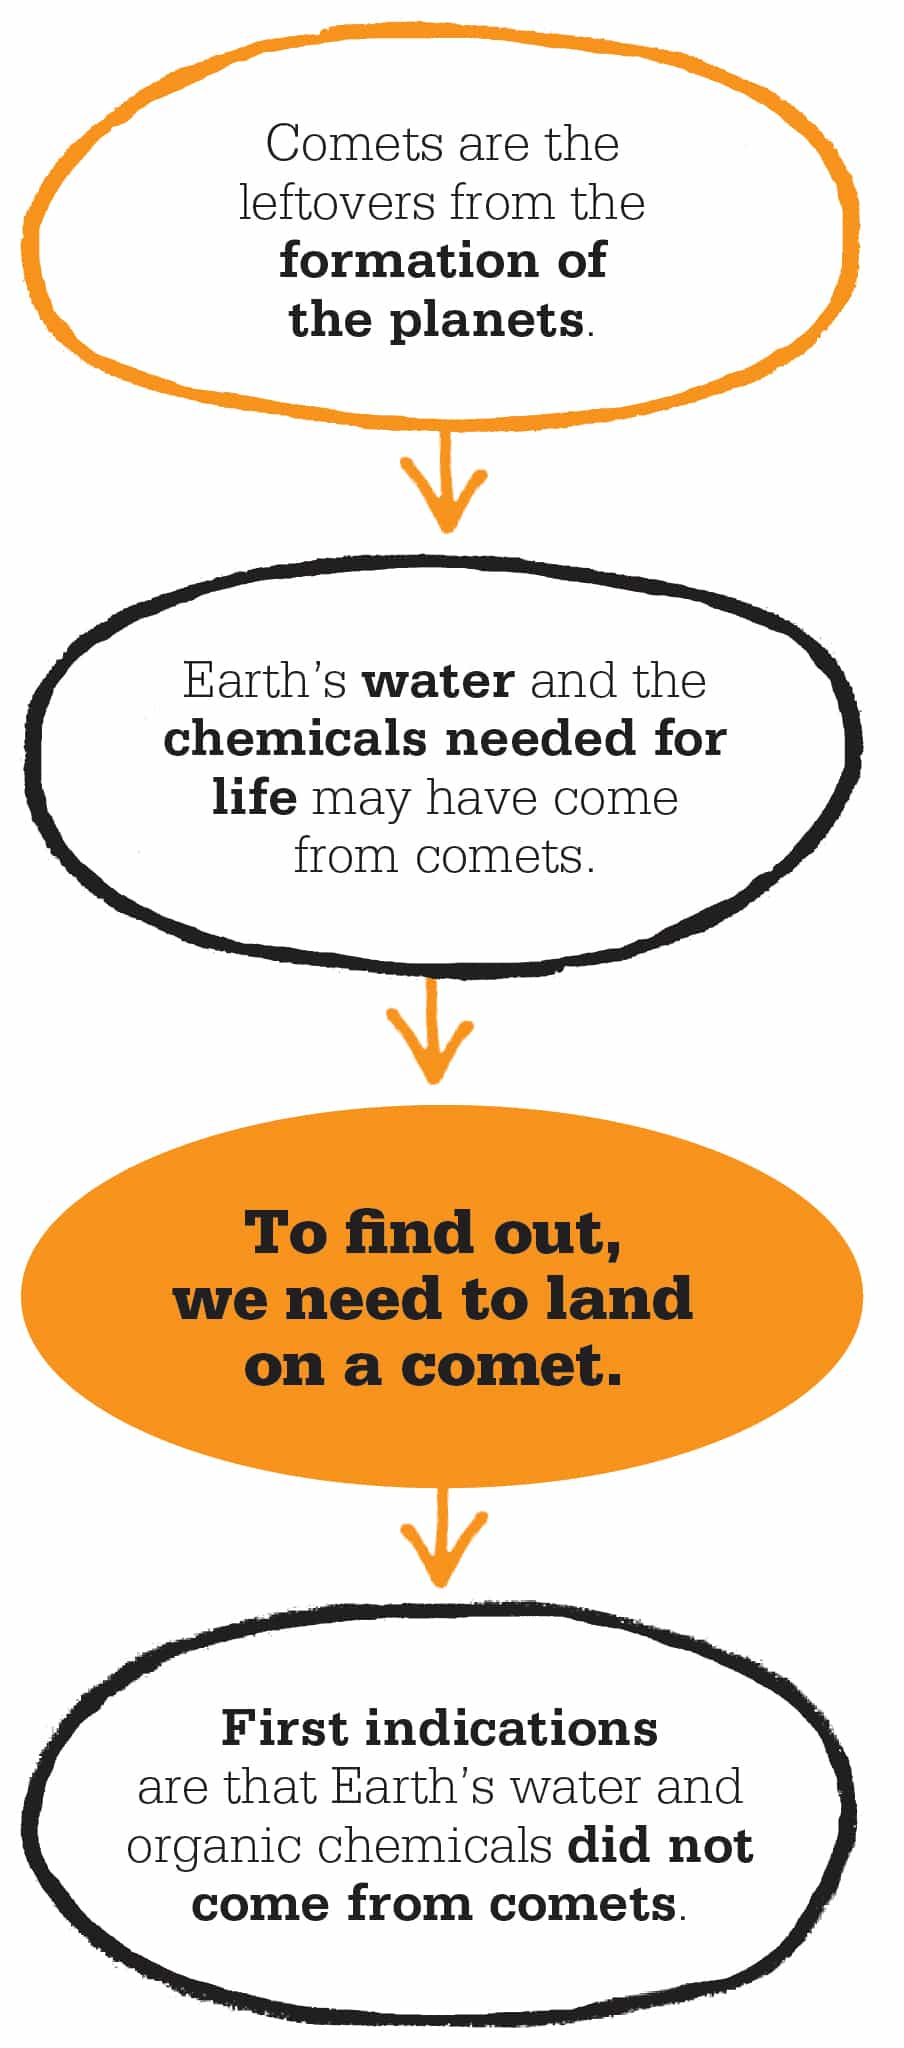 Comets are the
leftovers from the
formation of
the planets.
Earth’s water and the
chemicals needed for
life may have come
from comets.
To find out,
we need to land
on a comet.
First indications
are that Earth’s water and
organic chemicals did not
come from comets.